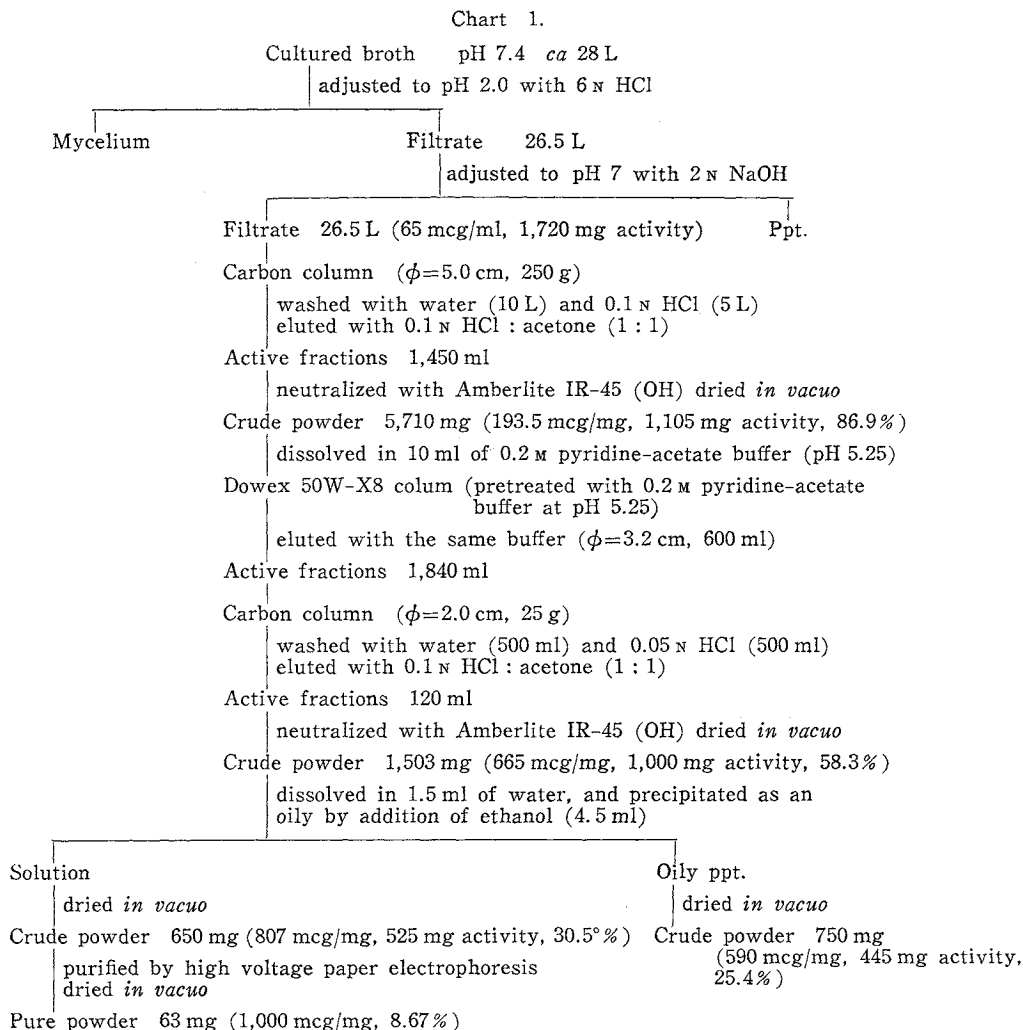 Chart 1.
Cultured broth pH 7.4 ca 28 L
adjusted to pH 2.0 with 6 N HCl
Mycelium Filtrate 26.5 L
adjusted to pH 7 with 2 N NaOH
Filtrate 26.5 L (65 mcg/ml, 1,720 mg activity) Ppt.
Carbon column (φ=5.0 cm, 250 g)
washed with water (10 L) and 0.1 N HCl (5 L)
eluted with 0.1 N HCl : acetone (1 : 1)
Active fractions 1,450 ml
neutralized with Amberlite IR-45 (OH) dried in vacuo
Crude powder 5,710 mg (193.5 mcg/mg, 1,105 mg activity, 86.9%)
dissolved in 10 ml of 0.2 M pyridine-acetate buffer (pH 5.25)
Dowex 50W-X8 colum (pretreated with 0.2 M pyridine-acetate
buffer at pH 5.25)
eluted with the same buffer (φ=3.2 cm, 600 ml)
Active fractions 1,840 ml
Carbon column (φ=2.0 cm, 25 g)
washed with water (500 ml) and 0.05 N HCl (500 ml)
eluted with 0.1 N HCl : acetone (1 : 1)
Active fractions 120 ml
neutralized with Amberlite IR-45 (OH) dried in vacuo
Crude powder 1,503 mg (665 mcg/mg, 1,000 mg activity, 58.3%)
dissolved in 1.5 ml of water, and precipitated as an
oily by addition of ethanol (4.5 ml)
Solution Oily ppt.
dried in vacuo dried in vacuo
Crude powder 650 mg (807 mcg/mg, 525 mg activity, 30.5°%) Crude powder 750 mg
(590 mcg/mg, 445 mg activity,
25.4%)
purified by high voltage paper electrophoresis
dried in vacuo
Pure powder 63 mg (1,000 mcg/mg, 8.67%)